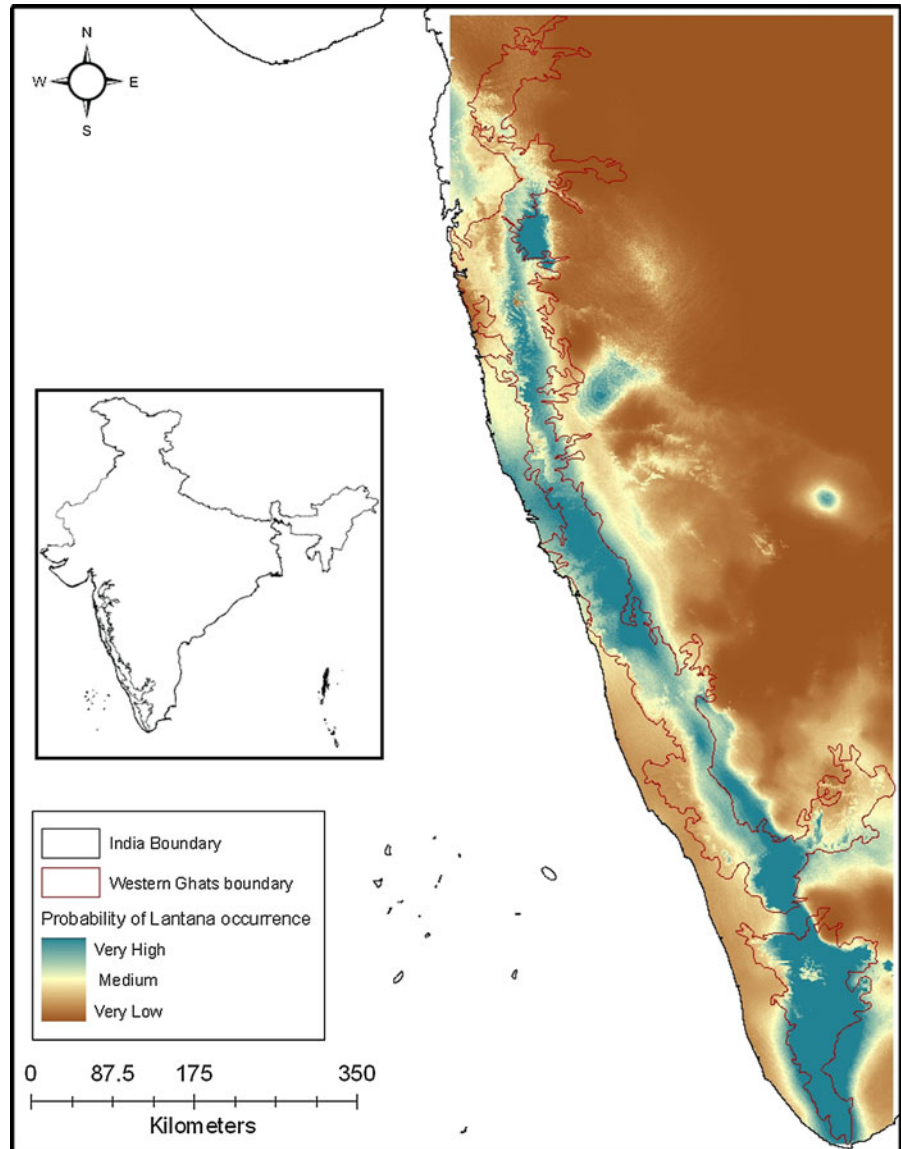 N
W E
S
India Boundary
Western Ghats boundary
Probability of Lantana occurrence
Very High
Medium
Very Low
0 87.5 175 350
Kilometers